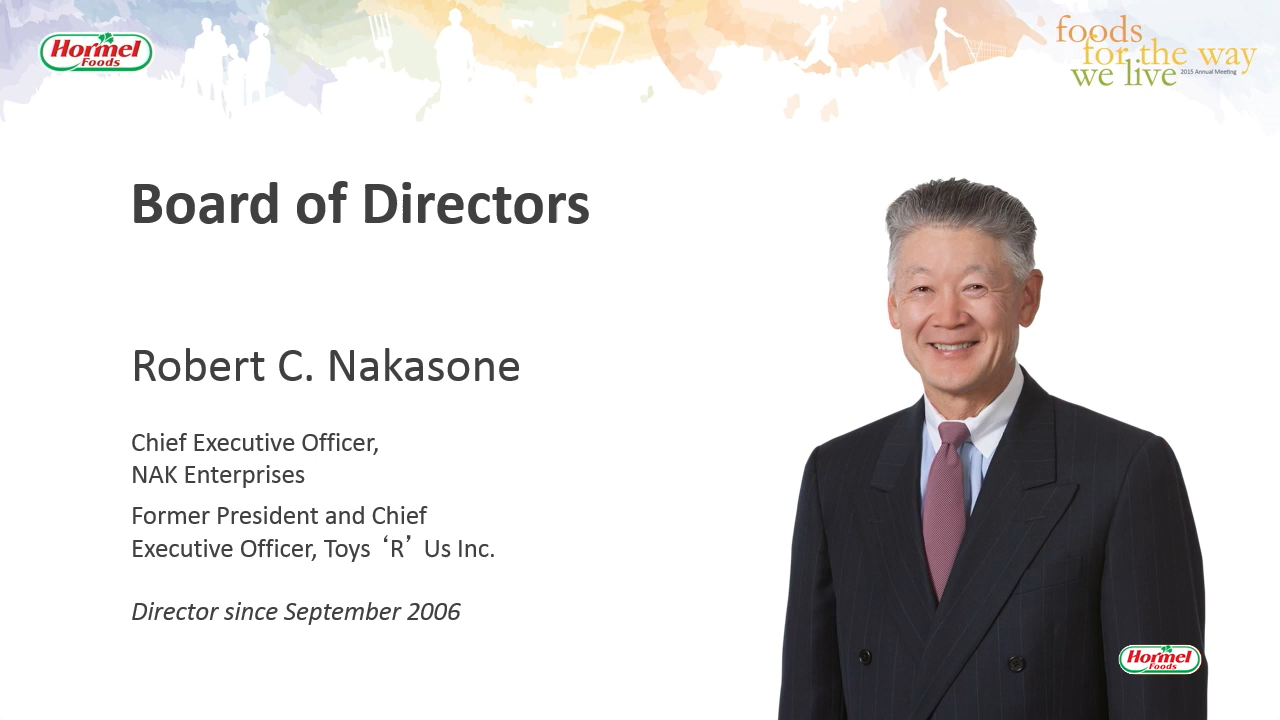 Hormel
Foods
foods
for the way
we live 2015 Annual Meeting
Board of Directors
Robert C. Nakasone
Chief Executive Officer,
NAK Enterprises
Former President and Chief
Executive Officer, Toys ‘R’ Us Inc.
Director since September 2006
Hormel
Foods